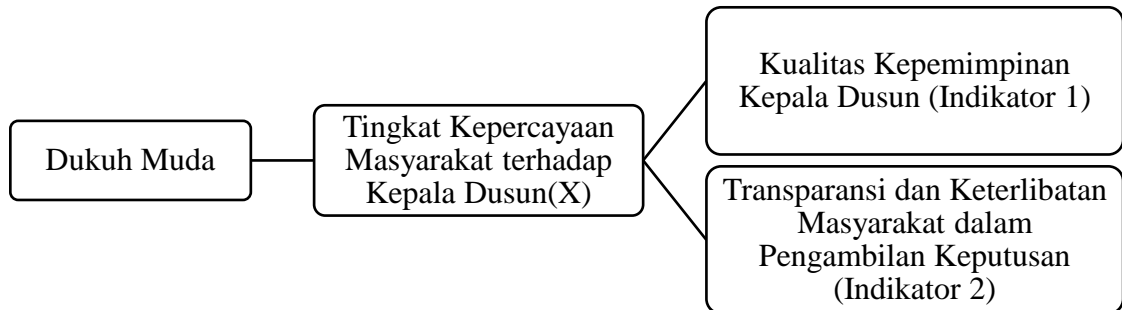 Dukuh Muda
Tingkat Kepercayaan
Masyarakat terhadap
Kepala Dusun(X)
Kualitas Kepemimpinan
Kepala Dusun (Indikator 1)
Transparansi dan Keterlibatan
Masyarakat dalam
Pengambilan Keputusan
(Indikator 2)